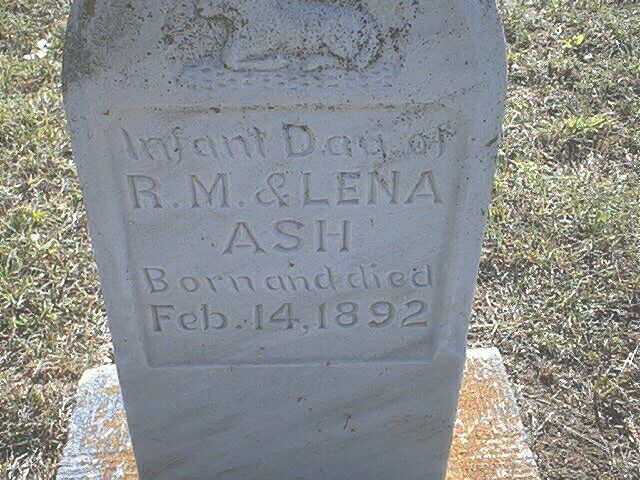 Infant Dau. of
R. M. & LENA
ASH
Born and died
Feb. 14, 1892